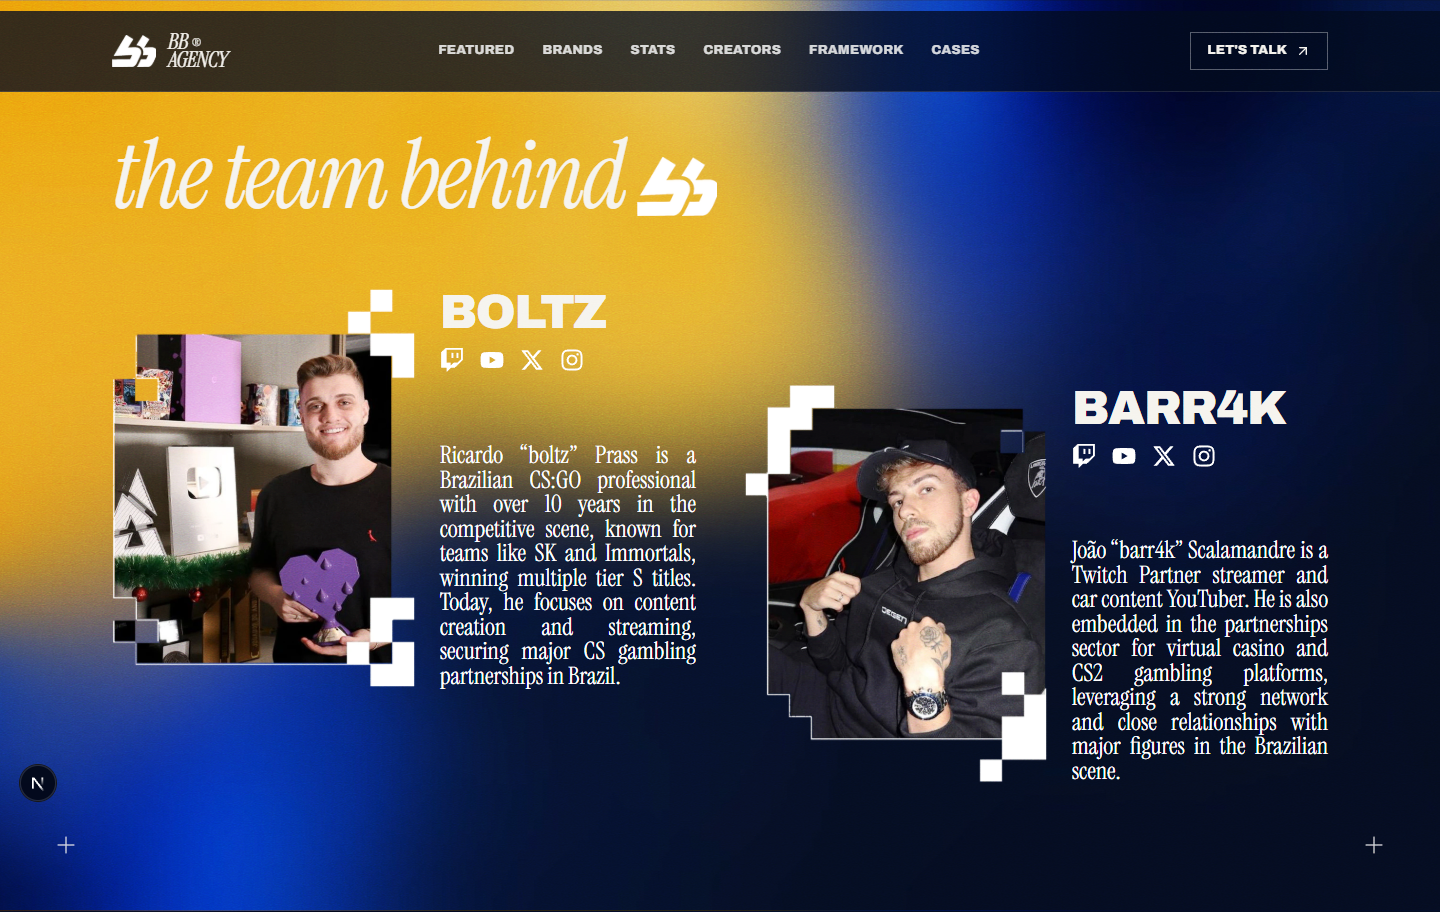 BB ®
AGENCY
FEATURED
BRANDS
STATS
CREATORS
FRAMEWORK
CASES
LET'S TALK
the team behind
BOLTZ
Ricardo “boltz” Prass is a
Brazilian CS:GO professional
with over 10 years in the
competitive scene, known for
teams like SK and Immortals,
winning multiple tier S titles.
Today, he focuses on content
creation and streaming,
securing major CS gambling
partnerships in Brazil.
BARR4K
João “barr4k” Scalamandre is a
Twitch Partner streamer and
car content YouTuber. He is also
embedded in the partnerships
sector for virtual casino and
CS2 gambling platforms,
leveraging a strong network
and close relationships with
major figures in the Brazilian
scene.
N